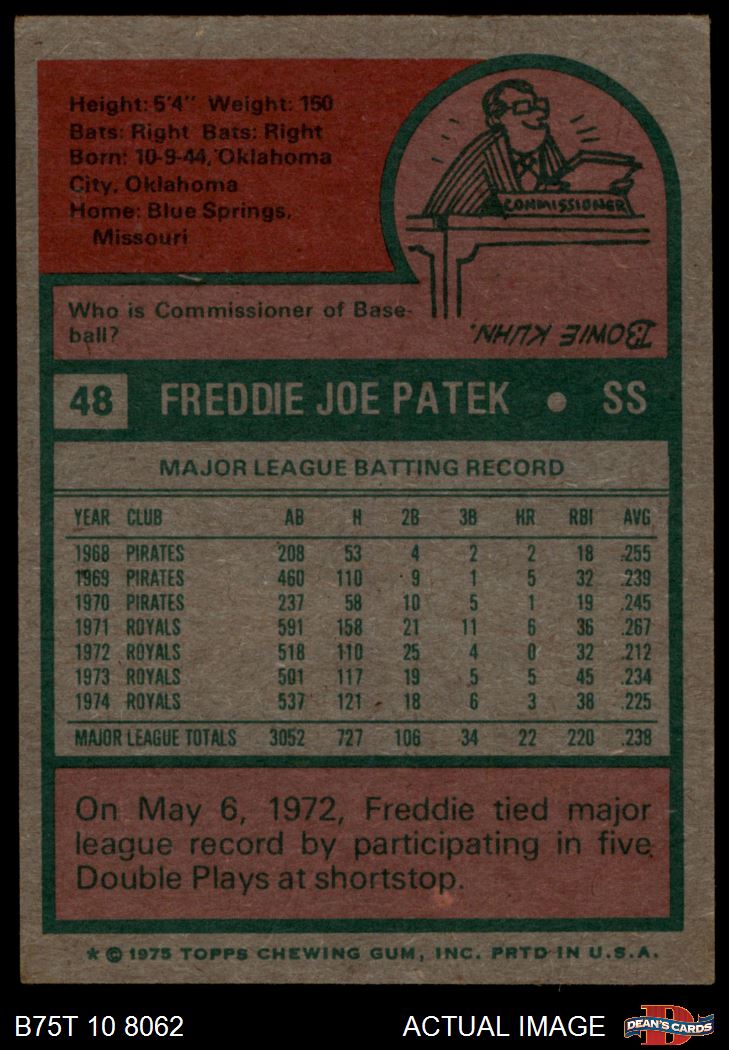 Height: 5'4" Weight: 150
Bats: Right Bats: Right
Born: 10-9-44, Oklahoma
City, Oklahoma
Home: Blue Springs,
Missouri
COMMISSIONER
Who is Commissioner of Base-
ball?
BOWIE KUHN.
48 FREDDIE JOE PATEK • SS
MAJOR LEAGUE BATTING RECORD
YEAR CLUB AB H 2B 3B HR RBI AVG
1968 PIRATES 208 53 4 2 2 18 .255
1969 PIRATES 460 110 9 1 5 32 .239
1970 PIRATES 237 58 10 5 1 19 .245
1971 ROYALS 591 158 21 11 6 36 .267
1972 ROYALS 518 110 25 4 0 32 .212
1973 ROYALS 501 117 19 5 5 45 .234
1974 ROYALS 537 121 18 6 3 38 .225
MAJOR LEAGUE TOTALS 3052 727 106 34 22 220 .238
On May 6, 1972, Freddie tied major
league record by participating in five
Double Plays at shortstop.
* © 1975 TOPPS CHEWING GUM, INC. PRTD IN U.S.A.
B75T 10 8062 ACTUAL IMAGE DEAN'S CARDS